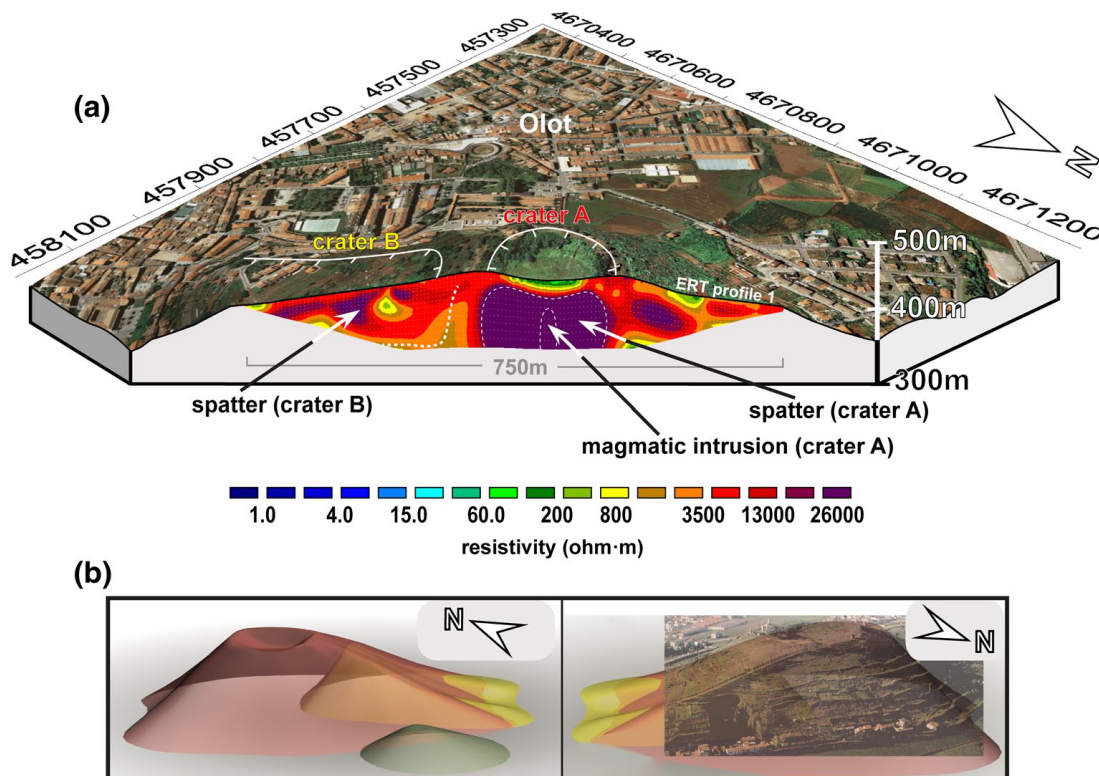 (a)
458100 457900 457700 457500 457300
4670400 4670600 4670800 4671000 4671200
N
Olot
crater A
crater B
500m
ERT profile 1
400m
750m
300m
spatter (crater B)
spatter (crater A)
magmatic intrusion (crater A)
1.0 4.0 15.0 60.0 200 800 3500 13000 26000
resistivity (ohm·m)
(b)
N
N